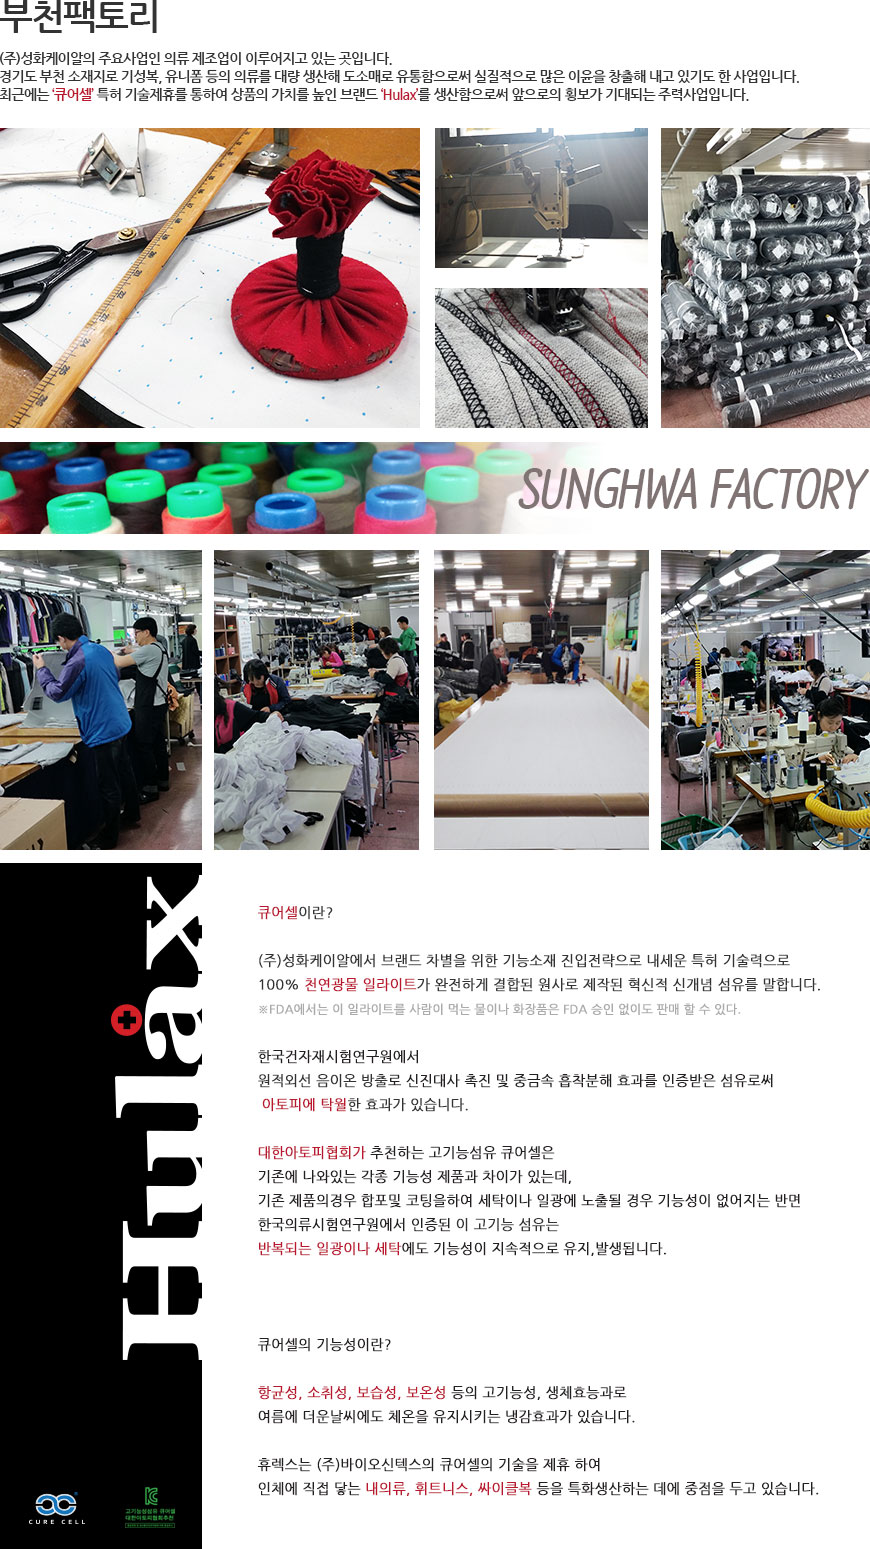 부천팩토리
(주)성화케이알의 주요사업인 의류 제조업이 이루어지고 있는 곳입니다.
경기도 부천 소재지로 기성복, 유니폼 등의 의류를 대량 생산해 도소매로 유통함으로써 실질적으로 많은 이윤을 창출해 내고 있기도 한 사업입니다.
최근에는 ‘큐어셀’ 특허 기술제휴를 통하여 상품의 가치를 높인 브랜드 ‘Hulax’를 생산함으로써 앞으로의 횡보가 기대되는 주력사업입니다.
SUNGHWA FACTORY
Hulax
큐어셀이란?
(주)성화케이알에서 브랜드 차별을 위한 기능소재 진입전략으로 내세운 특허 기술력으로
100% 천연광물 일라이트가 완전하게 결합된 원사로 제작된 혁신적 신개념 섬유를 말합니다.
※FDA에서는 이 일라이트를 사람이 먹는 물이나 화장품은 FDA 승인 없이도 판매 할 수 있다.
한국건자재시험연구원에서
원적외선 음이온 방출로 신진대사 촉진 및 중금속 흡착분해 효과를 인증받은 섬유로써
아토피에 탁월한 효과가 있습니다.
대한아토피협회가 추천하는 고기능섬유 큐어셀은
기존에 나와있는 각종 기능성 제품과 차이가 있는데,
기존 제품의경우 합포및 코팅을하여 세탁이나 일광에 노출될 경우 기능성이 없어지는 반면
한국의류시험연구원에서 인증된 이 고기능 섬유는
반복되는 일광이나 세탁에도 기능성이 지속적으로 유지,발생됩니다.
큐어셀의 기능성이란?
항균성, 소취성, 보습성, 보온성 등의 고기능성, 생체효능과로
여름에 더운날씨에도 체온을 유지시키는 냉감효과가 있습니다.
휴렉스는 (주)바이오신텍스의 큐어셀의 기술을 제휴 하여
인체에 직접 닿는 내의류, 휘트니스, 싸이클복 등을 특화생산하는 데에 중점을 두고 있습니다.
CURE CELL
고기능성섬유 큐어셀
대한아토피협회추천